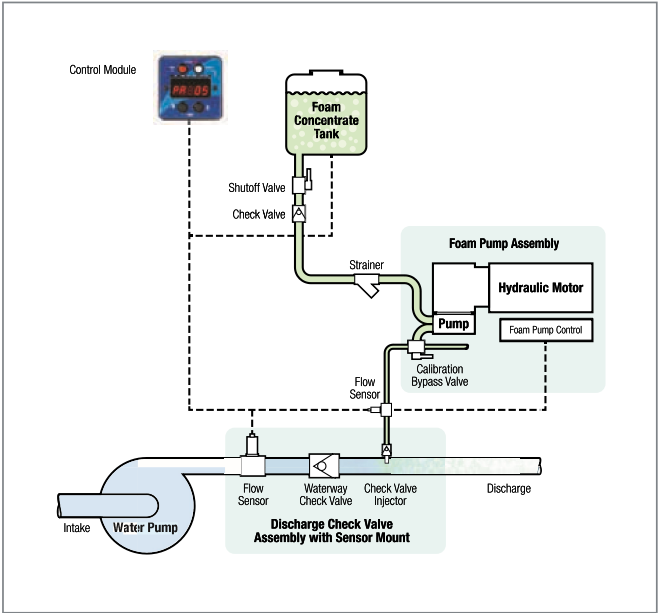 Control Module
PA 05
Foam
Concentrate
Tank
Shutoff Valve
Check Valve
Strainer
Foam Pump Assembly
Hydraulic Motor
Pump
Foam Pump Control
Calibration
Bypass Valve
Flow
Sensor
Flow
Sensor
Waterway
Check Valve
Check Valve
Injector
Discharge
Intake
Water Pump
Discharge Check Valve
Assembly with Sensor Mount